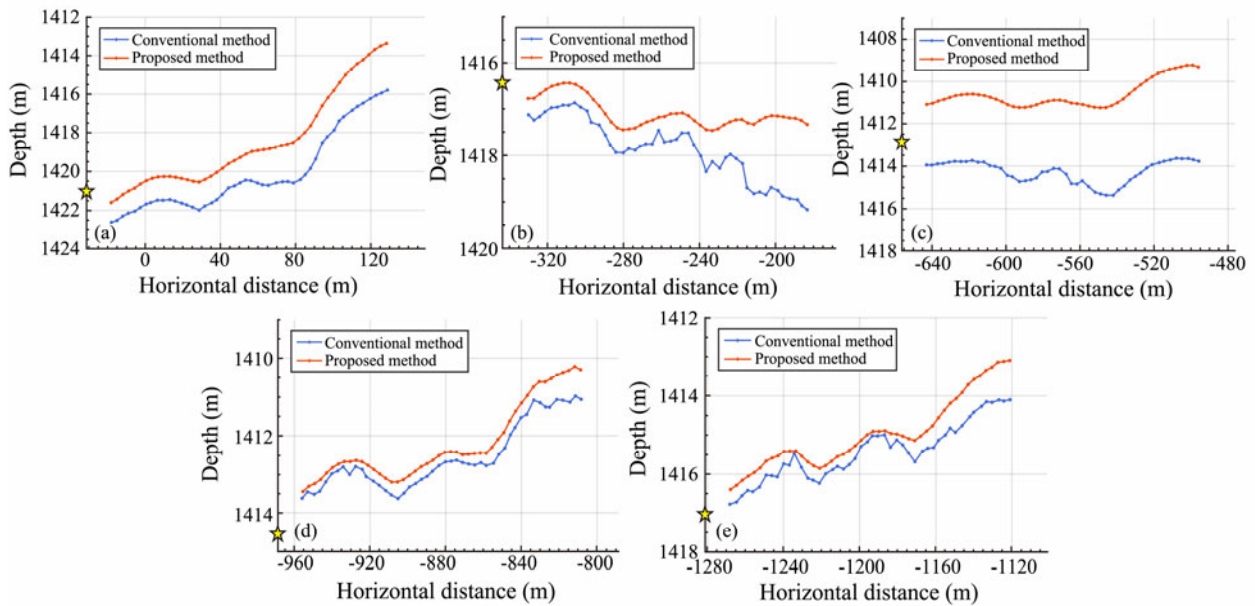 1412
1414
1416
1418
1420
1422
1424
Depth (m)
Conventional method
Proposed method
(a)
0 40 80 120
Horizontal distance (m)
1416
1418
1420
Depth (m)
Conventional method
Proposed method
(b)
-320 -280 -240 -200
Horizontal distance (m)
1408
1410
1412
1414
1416
1418
Depth (m)
Conventional method
Proposed method
(c)
-640 -600 -560 -520 -480
Horizontal distance (m)
1410
1412
1414
Depth (m)
Conventional method
Proposed method
(d)
-960 -920 -880 -840 -800
Horizontal distance (m)
1412
1414
1416
1418
Depth (m)
Conventional method
Proposed method
(e)
-1280 -1240 -1200 -1160 -1120
Horizontal distance (m)